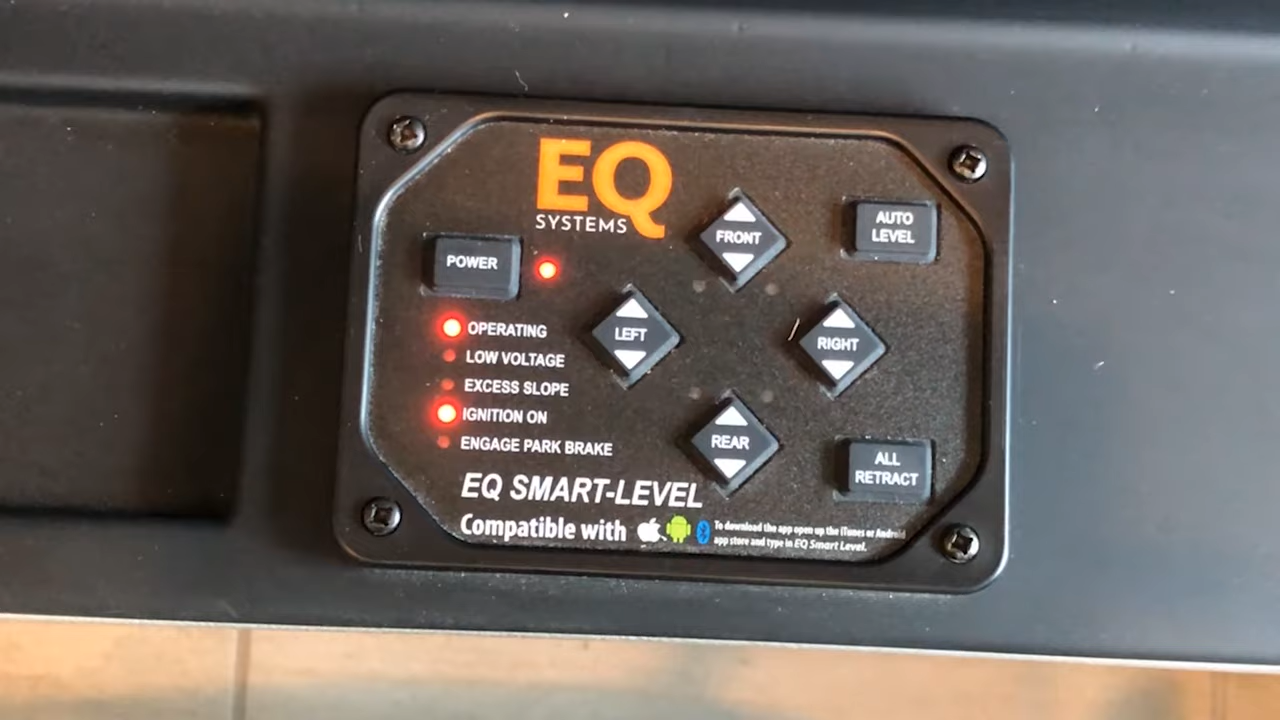 EQ
SYSTEMS
POWER
OPERATING
LOW VOLTAGE
EXCESS SLOPE
IGNITION ON
ENGAGE PARK BRAKE
FRONT
LEFT
RIGHT
REAR
AUTO
LEVEL
ALL
RETRACT
EQ SMART-LEVEL
Compatible with
To download the app open up the iTunes or Android
app store and type in EQ Smart Level.